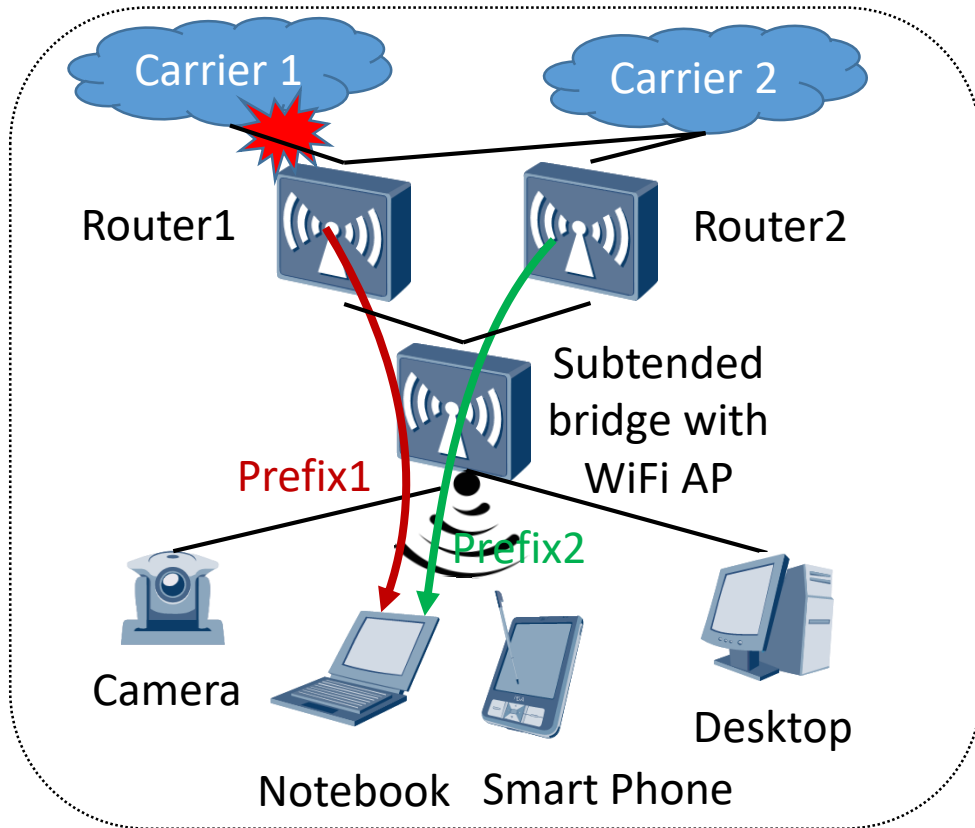 Carrier 1
Carrier 2
Router1
Router2
Subtended
bridge with
WiFi AP
Prefix1
Prefix2
Camera
Desktop
Notebook
Smart Phone